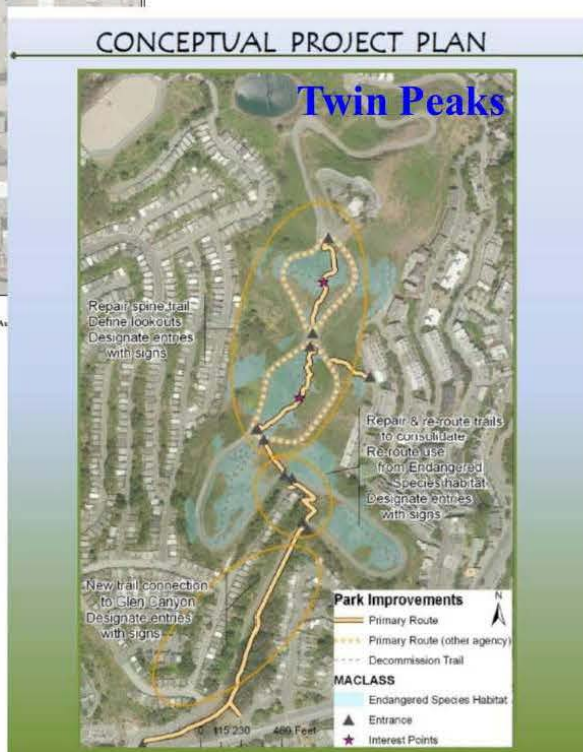 CONCEPTUAL PROJECT PLAN
Twin Peaks
Repair spine trail
Define lookouts
Designate entries
with signs
Repair & re-route trails
to consolidate
Re-route use
from Endangered
Species habitat
Designate entries
with signs
New trail connection
to Glen Canyon
Designate entries
with signs
Park Improvements
N
Primary Route
Primary Route (other agency)
Decommission Trail
MACLASS
Endangered Species Habitat
Entrance
Interest Points
0 115 230 460 Feet